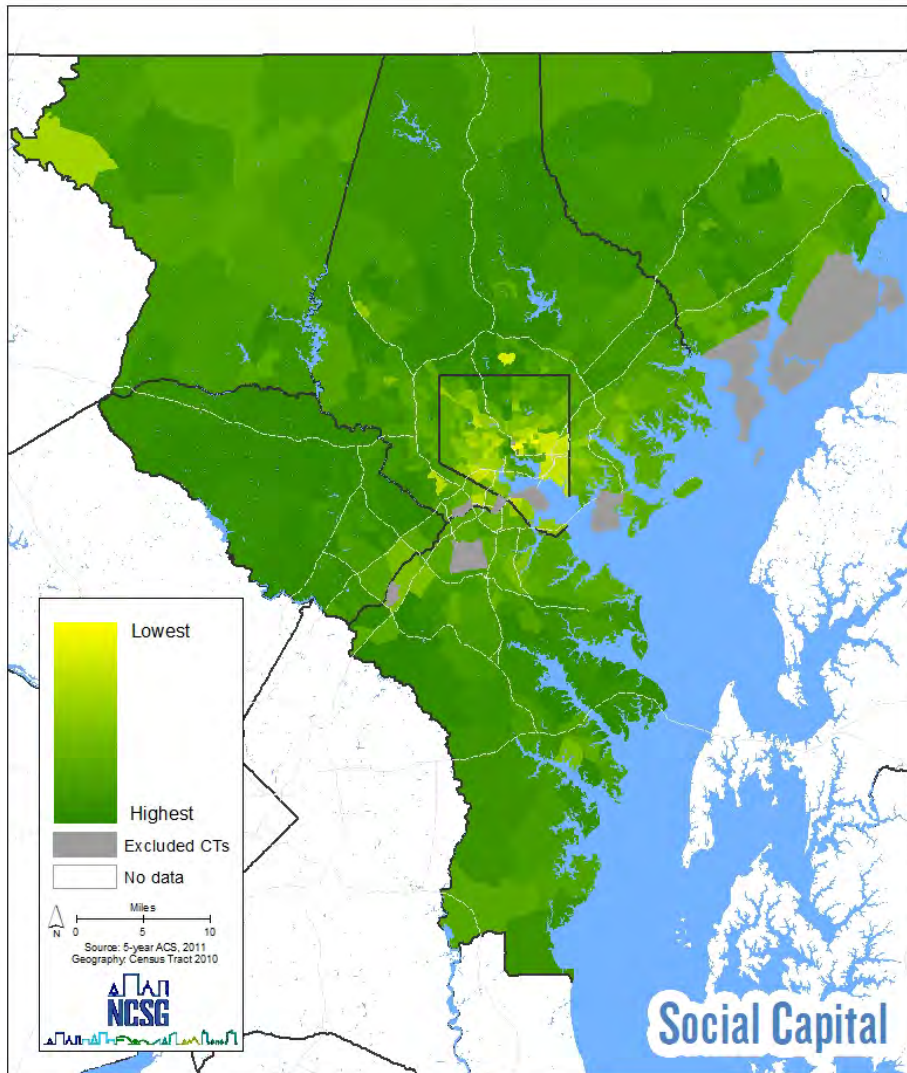 Lowest
Highest
Excluded CTs
No data
Miles
0 5 10
N
Source: 5-year ACS, 2011
Geography: Census Tract 2010
NCSG
Social Capital